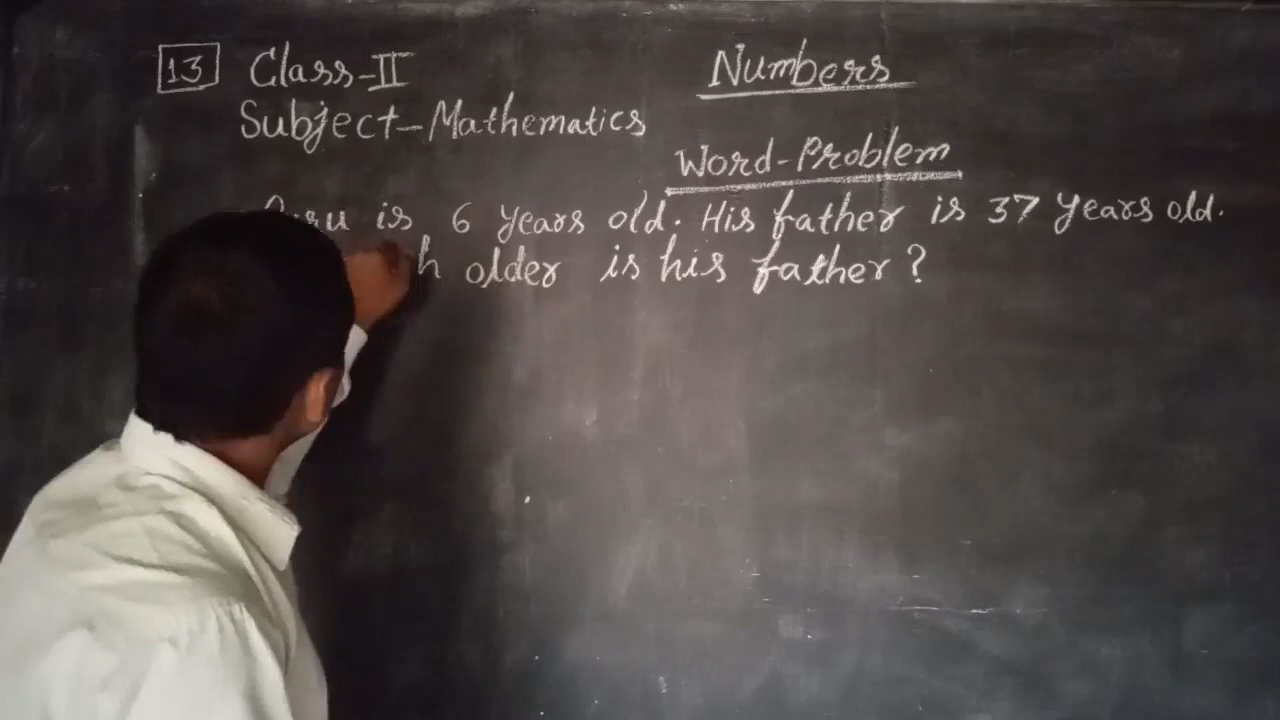 13 Class-II
Numbers
Subject-Mathematics
Word-Problem
is 6 years old. His father is 37 years old.
older is his father?